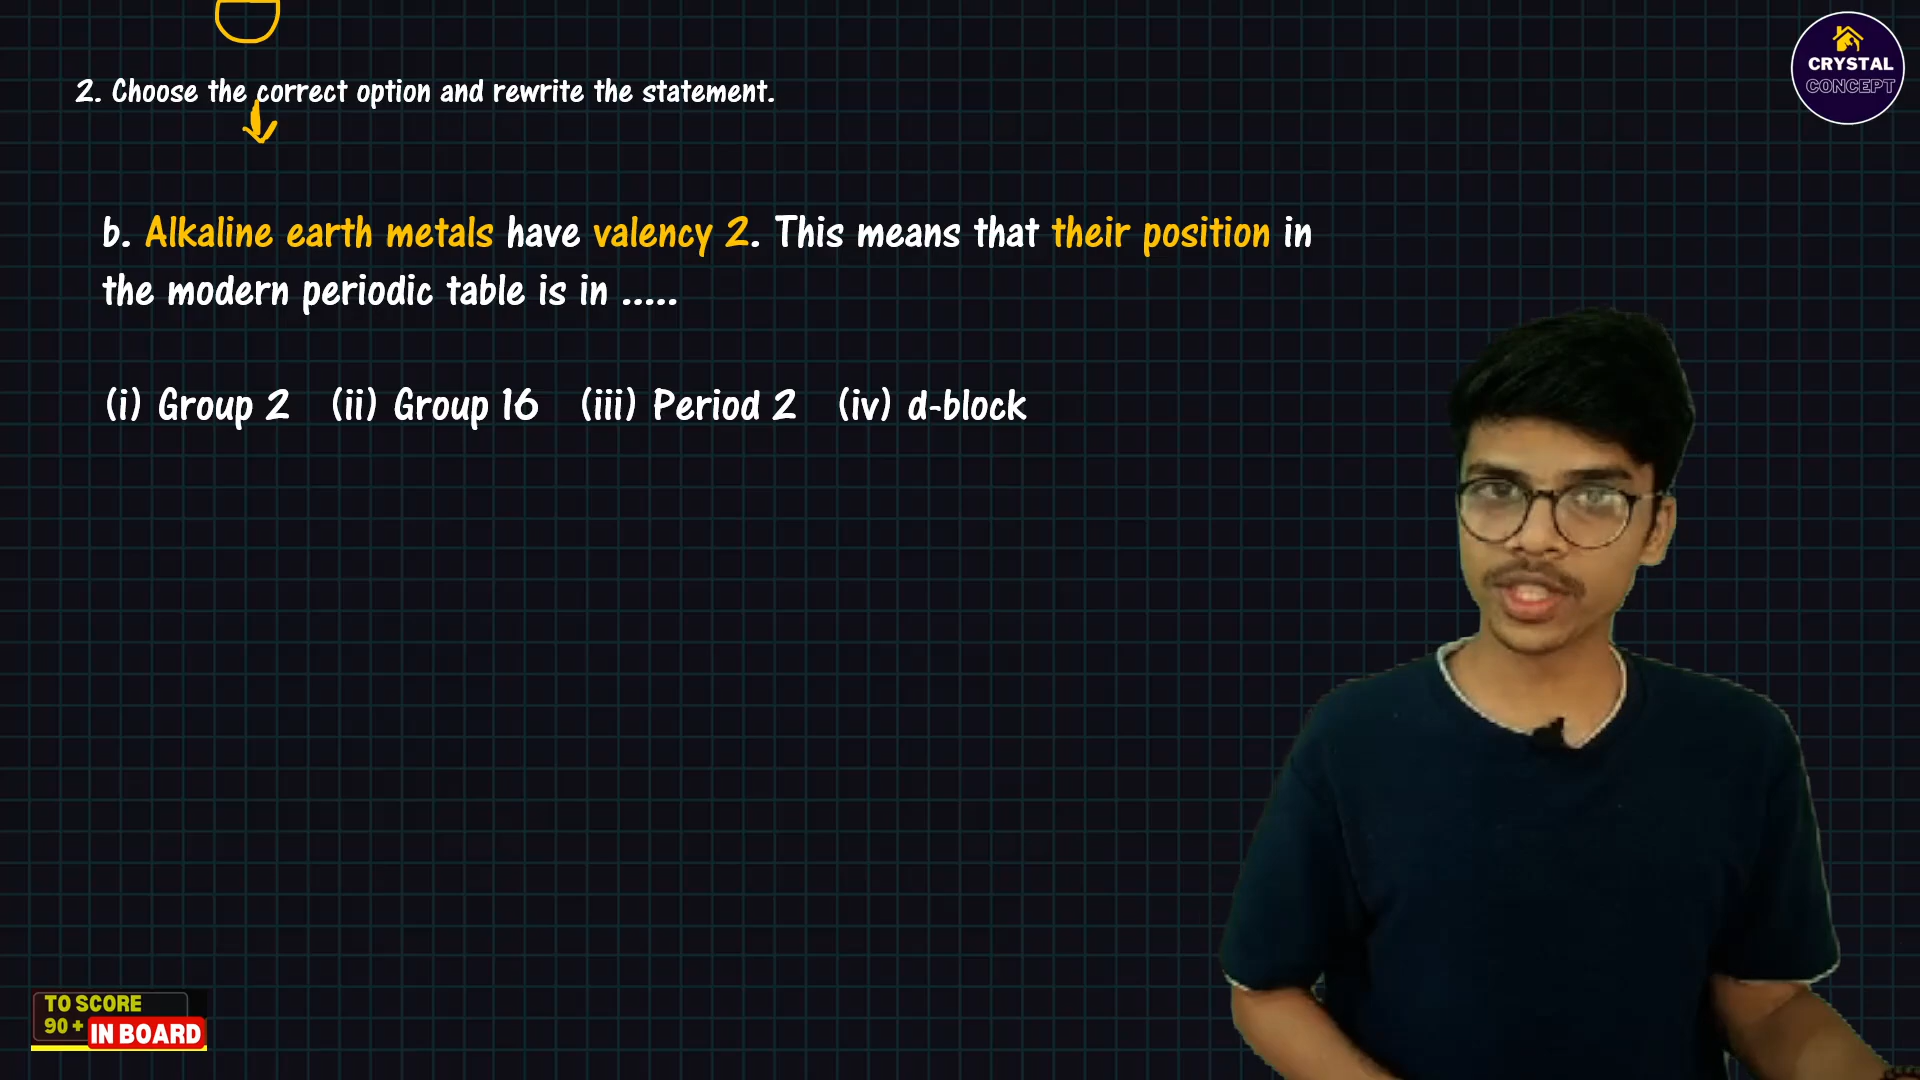 CRYSTAL
CONCEPT
2. Choose the correct option and rewrite the statement.
b. Alkaline earth metals have valency 2. This means that their position in
the modern periodic table is in .....
(i) Group 2 (ii) Group 16 (iii) Period 2 (iv) d-block
TO SCORE
90 + IN BOARD